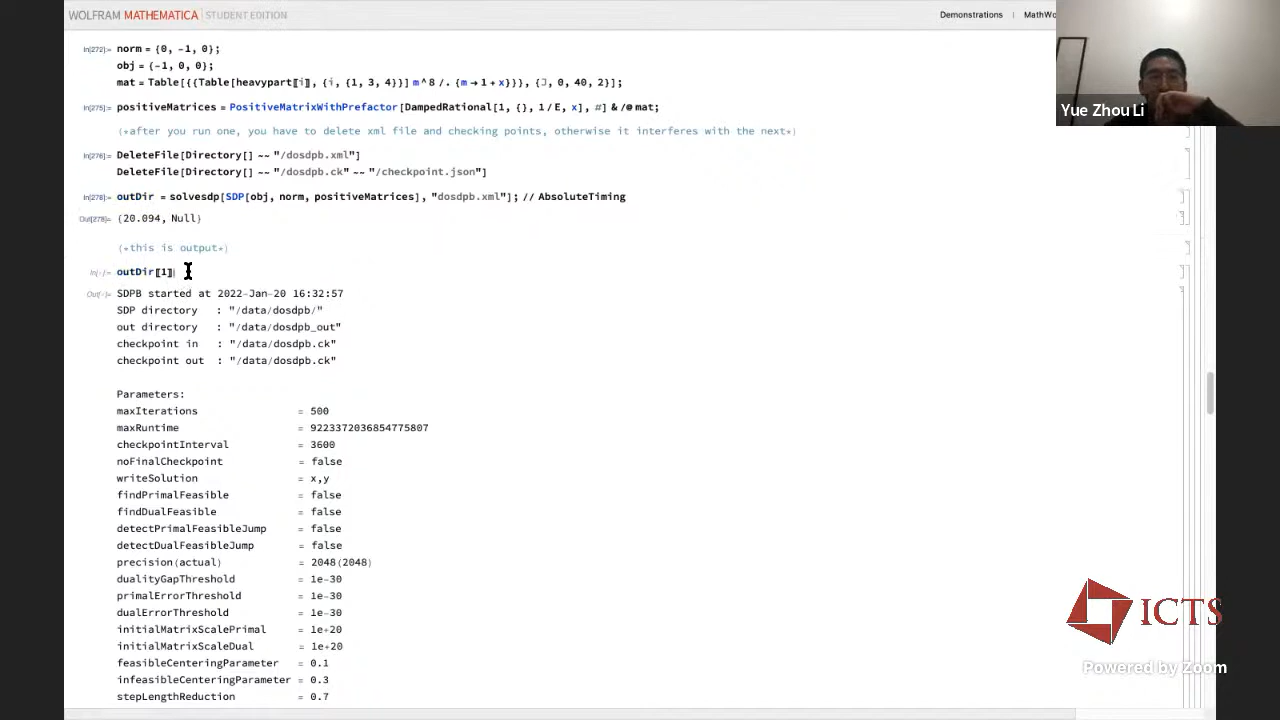 WOLFRAM MATHEMATICA | STUDENT EDITION
Demonstrations | MathWo
In[272]:= norm = {0, -1, 0};
obj = {-1, 0, 0};
mat = Table[{{Table[heavypart[[i]], {i, {1, 3, 4}}] m^8 /. {m → 1 + x}}}, {J, 0, 40, 2}];
In[275]:= positiveMatrices = PositiveMatrixWithPrefactor[DampedRational[1, {}, 1/E, x], #] & /@ mat;
(*after you run one, you have to delete xml file and checking points, otherwise it interferes with the next*)
In[276]:= DeleteFile[Directory[] ~~ "/dosdpb.xml"]
DeleteFile[Directory[] ~~ "/dosdpb.ck" ~~ "/checkpoint.json"]
In[278]:= outDir = solvesdp[SDP[obj, norm, positiveMatrices], "dosdpb.xml"]; // AbsoluteTiming
Out[278]= {20.094, Null}
(*this is output*)
In[•]:= outDir[[1]]
Out[•]= SDPB started at 2022-Jan-20 16:32:57
SDP directory : "/data/dosdpb/"
out directory : "/data/dosdpb_out"
checkpoint in : "/data/dosdpb.ck"
checkpoint out : "/data/dosdpb.ck"
Parameters:
maxIterations = 500
maxRuntime = 9223372036854775807
checkpointInterval = 3600
noFinalCheckpoint = false
writeSolution = x,y
findPrimalFeasible = false
findDualFeasible = false
detectPrimalFeasibleJump = false
detectDualFeasibleJump = false
precision(actual) = 2048(2048)
dualityGapThreshold = 1e-30
primalErrorThreshold = 1e-30
dualErrorThreshold = 1e-30
initialMatrixScalePrimal = 1e+20
initialMatrixScaleDual = 1e+20
feasibleCenteringParameter = 0.1
infeasibleCenteringParameter = 0.3
stepLengthReduction = 0.7
Yue Zhou Li
ICTS
Powered by Zoom